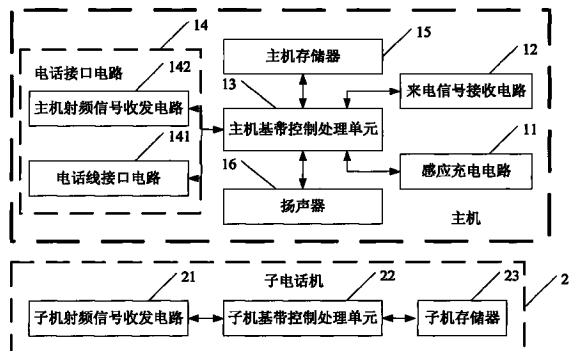 14
15
主机存储器
12
电话接口电路
142
13
来电信号接收电路
主机射频信号收发电路
主机基带控制处理单元
141
11
电话线接口电路
16
感应充电电路
扬声器
主机
子电话机
21
22
23
2
子机射频信号收发电路
子机基带控制处理单元
子机存储器